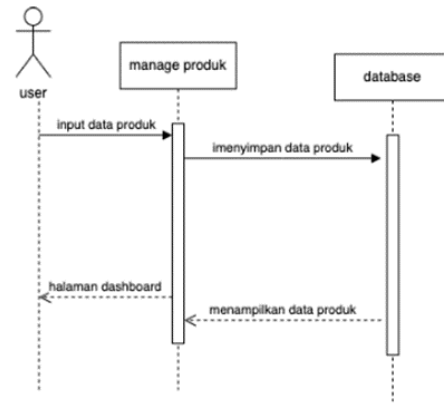 manage produk
database
user
input data produk
imenyimpan data produk
halaman dashboard
menampilkan data produk